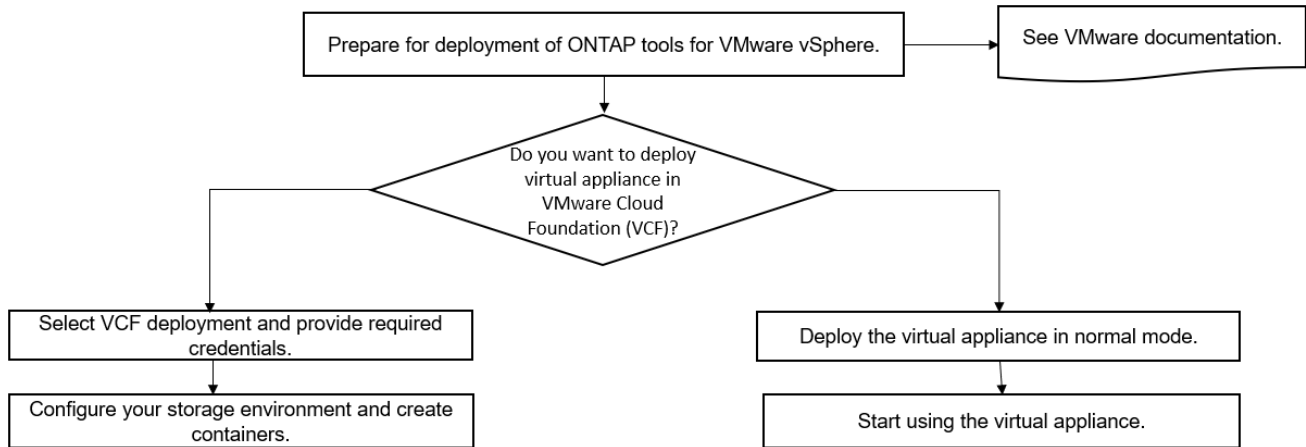 Prepare for deployment of ONTAP tools for VMware vSphere.
See VMware documentation.
Do you want to deploy
virtual appliance in
VMware Cloud
Foundation (VCF)?
Select VCF deployment and provide required
credentials.
Deploy the virtual appliance in normal mode.
Configure your storage environment and create
containers.
Start using the virtual appliance.